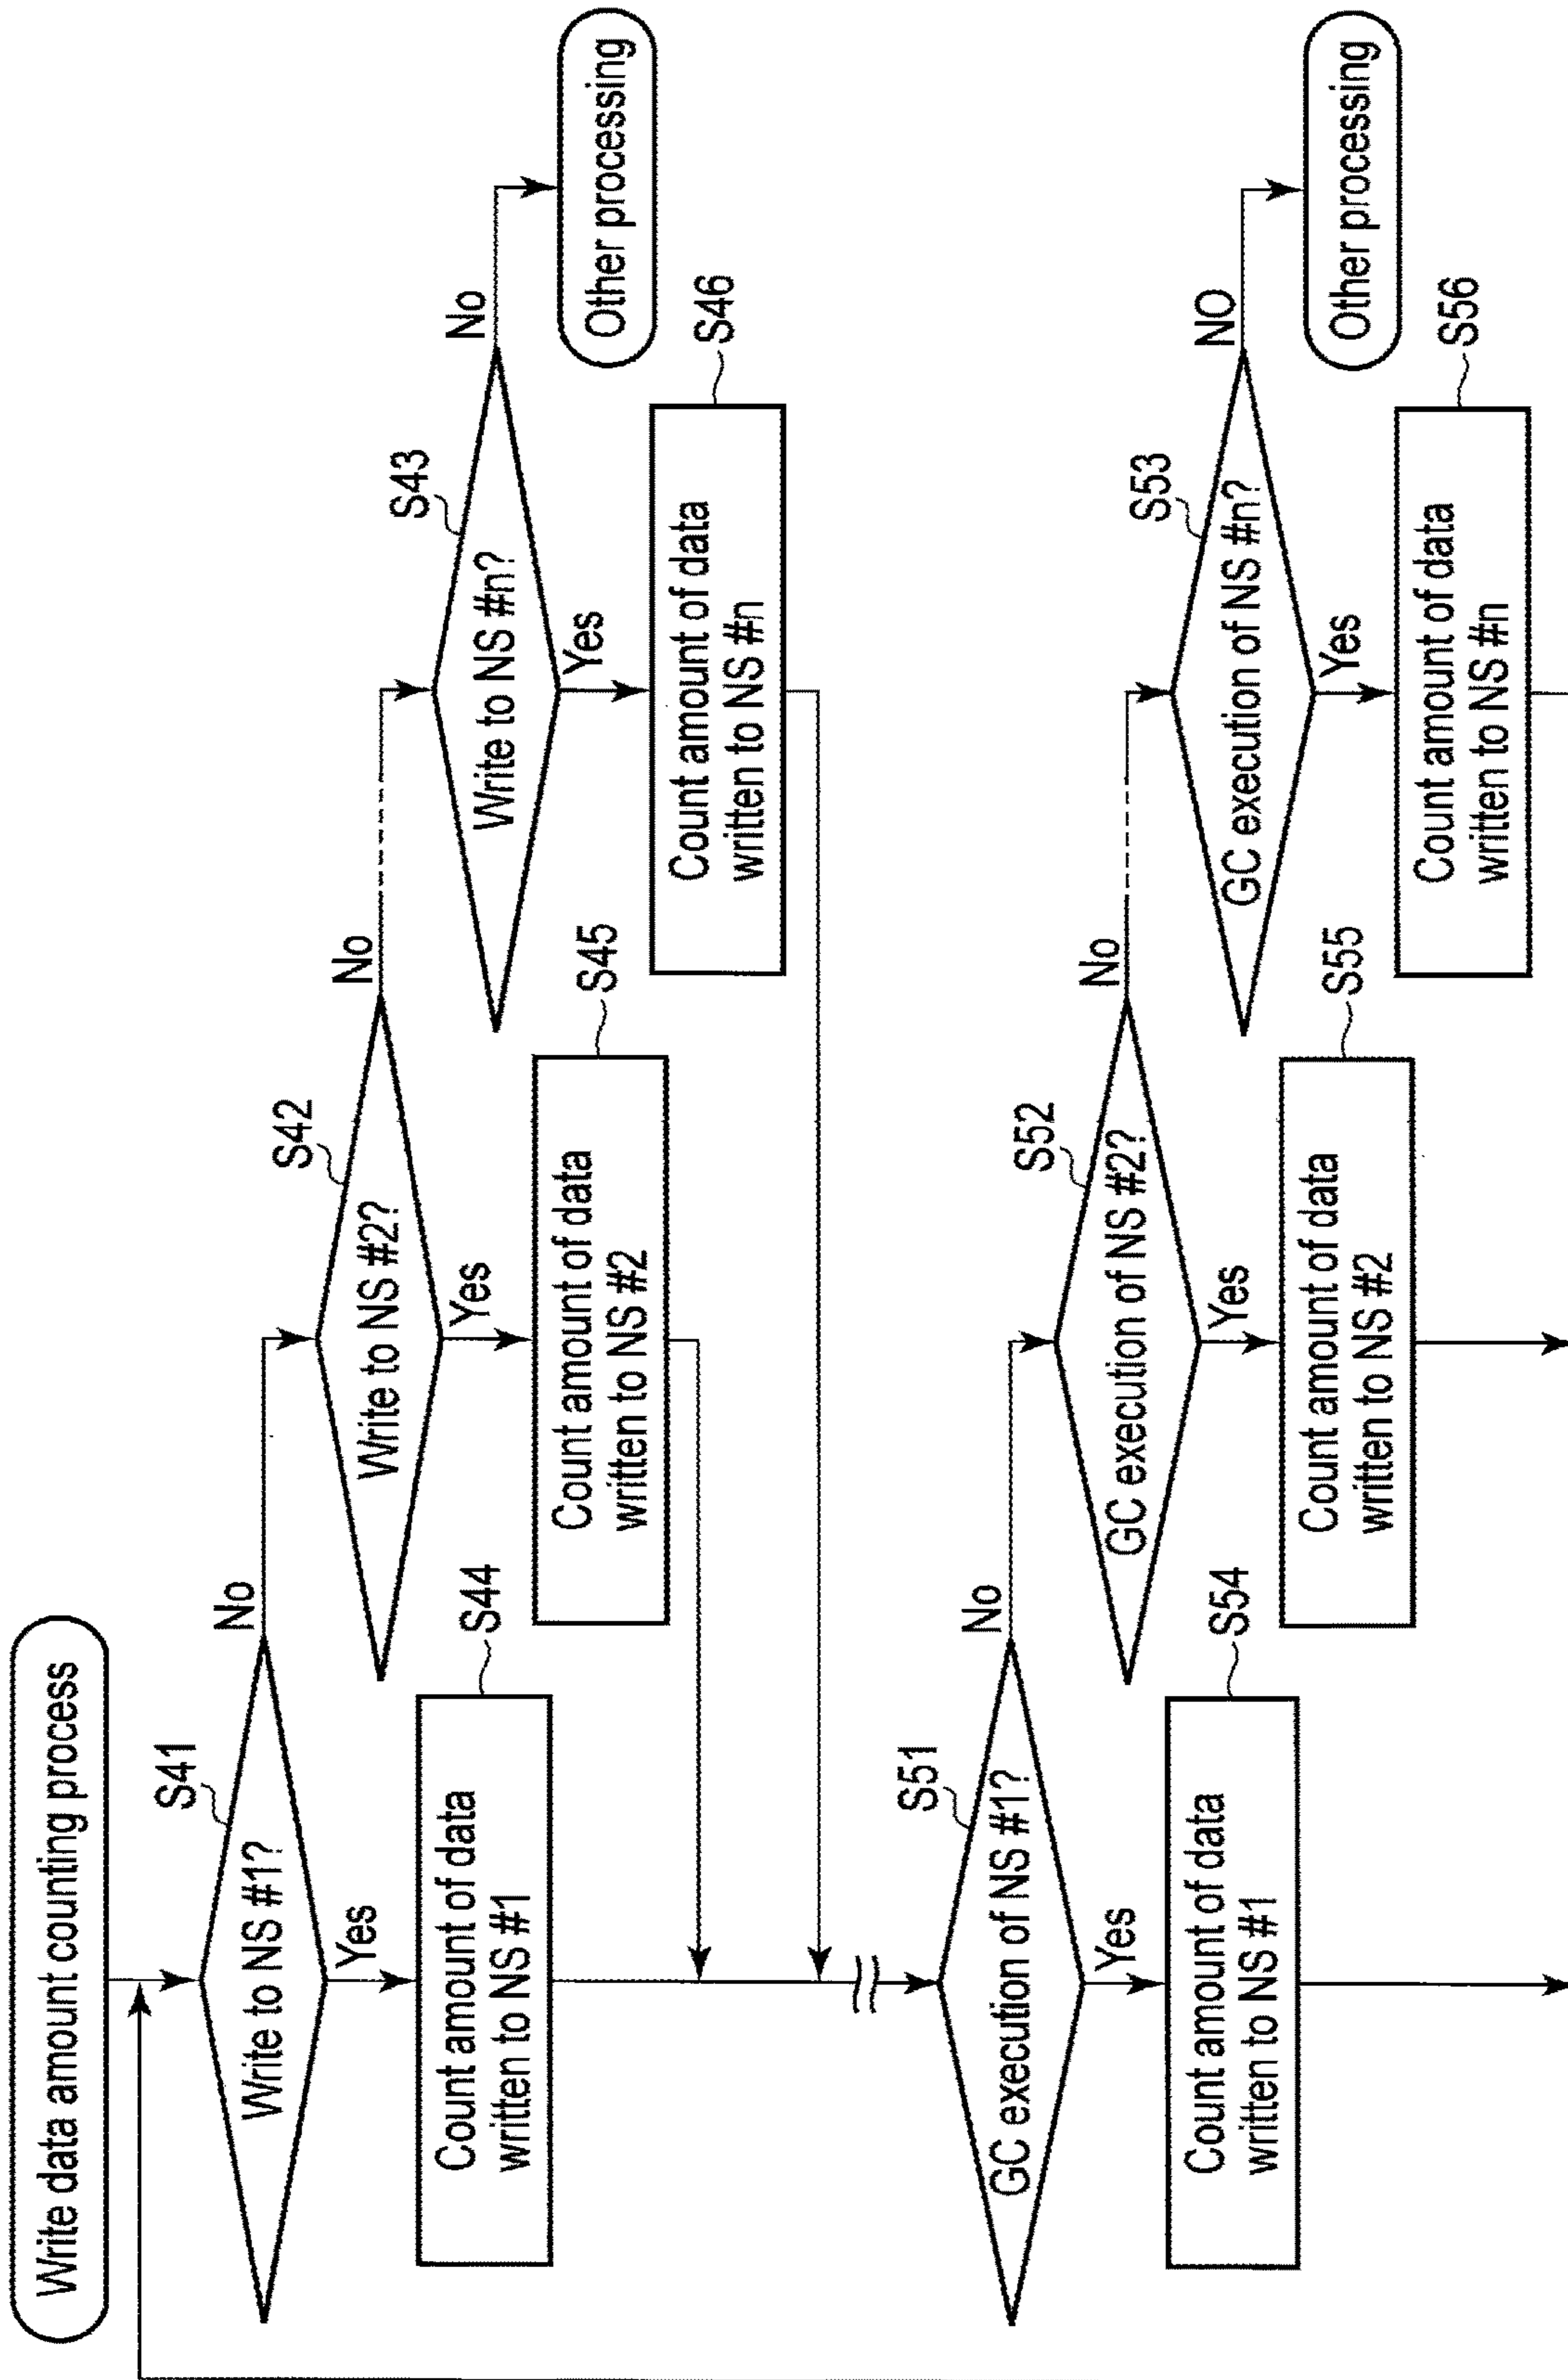 Write data amount counting process
S41
Write to NS #1?
No
Yes
S42
Write to NS #2?
No
Yes
S43
Write to NS #n?
No
Yes
Other processing
S44
Count amount of data
written to NS #1
S45
Count amount of data
written to NS #2
S46
Count amount of data
written to NS #n
S51
GC execution of NS #1?
No
Yes
S52
GC execution of NS #2?
No
Yes
S53
GC execution of NS #n?
NO
Yes
Other processing
S54
Count amount of data
written to NS #1
S55
Count amount of data
written to NS #2
S56
Count amount of data
written to NS #n